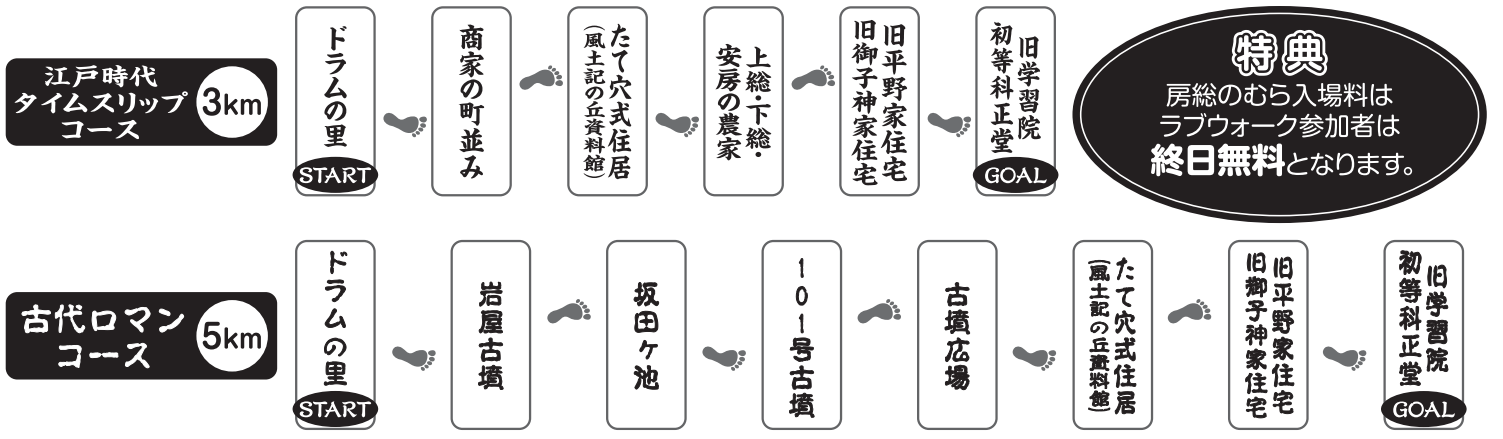 江戸時代
タイムスリップ
コース
3km
ドラムの里
START
商家の町並み
たて穴式住居
(風土記の丘資料館)
上総・下総・
安房の農家
旧平野家住宅
旧御子神家住宅
旧学習院
初等科正堂
GOAL
特典
房総のむら入場料は
ラブウォーク参加者は
終日無料となります。
古代ロマン
コース
5km
ドラムの里
START
岩屋古墳
坂田ヶ池
101号古墳
古墳広場
たて穴式住居
(風土記の丘資料館)
旧平野家住宅
旧御子神家住宅
旧学習院
初等科正堂
GOAL